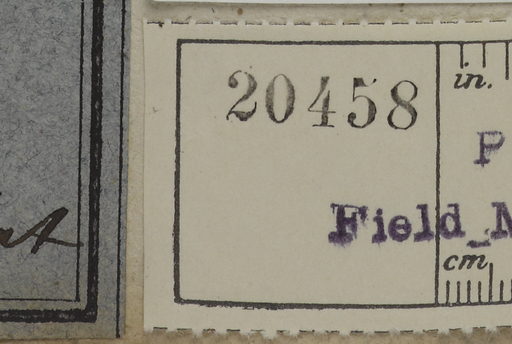 20458
in.
P
Field_M
cm